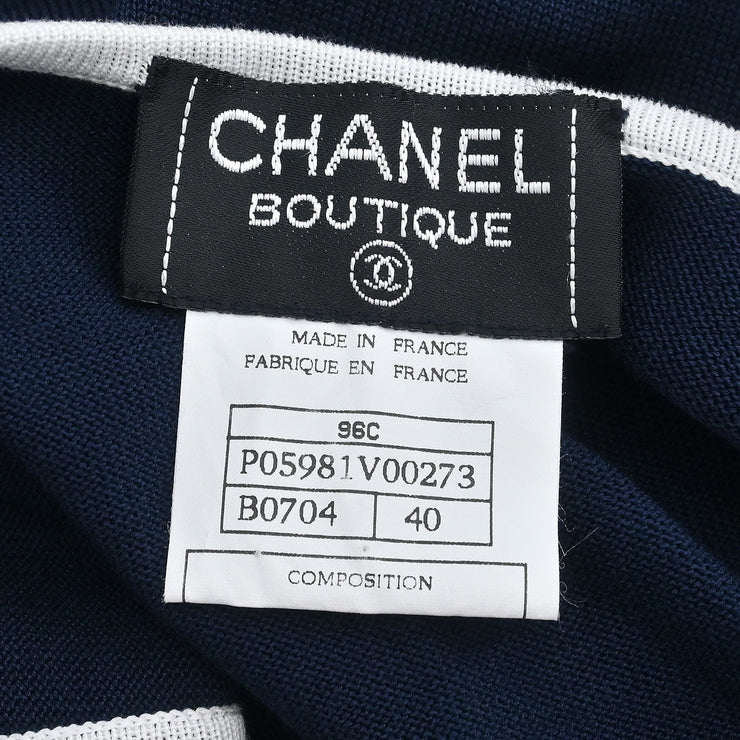 CHANEL
BOUTIQUE
MADE IN FRANCE
FABRIQUE EN FRANCE
96C
P05981V00273
B0704 40
COMPOSITION